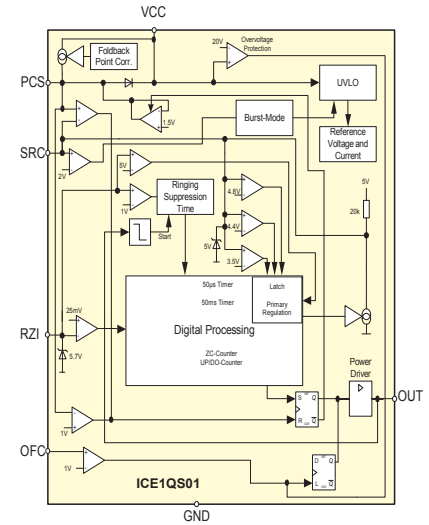 VCC
Foldback
Point Corr.
20V
Overvoltage
Protection
PCS
UVLO
1.5V
Burst-Mode
Reference
Voltage and
Current
SRC
2V
5V
1V
Ringing
Suppression
Time
Start
4.8V
4.4V
5V
3.5V
5V
20k
50µs Timer
50ms Timer
Latch
Primary
Regulation
25mV
Digital Processing
RZI
5.7V
ZC-Counter
UP/DO-Counter
Power
Driver
OUT
S Q
R Q
1V
OFC
1V
D Q
L Q
ICE1QS01
GND